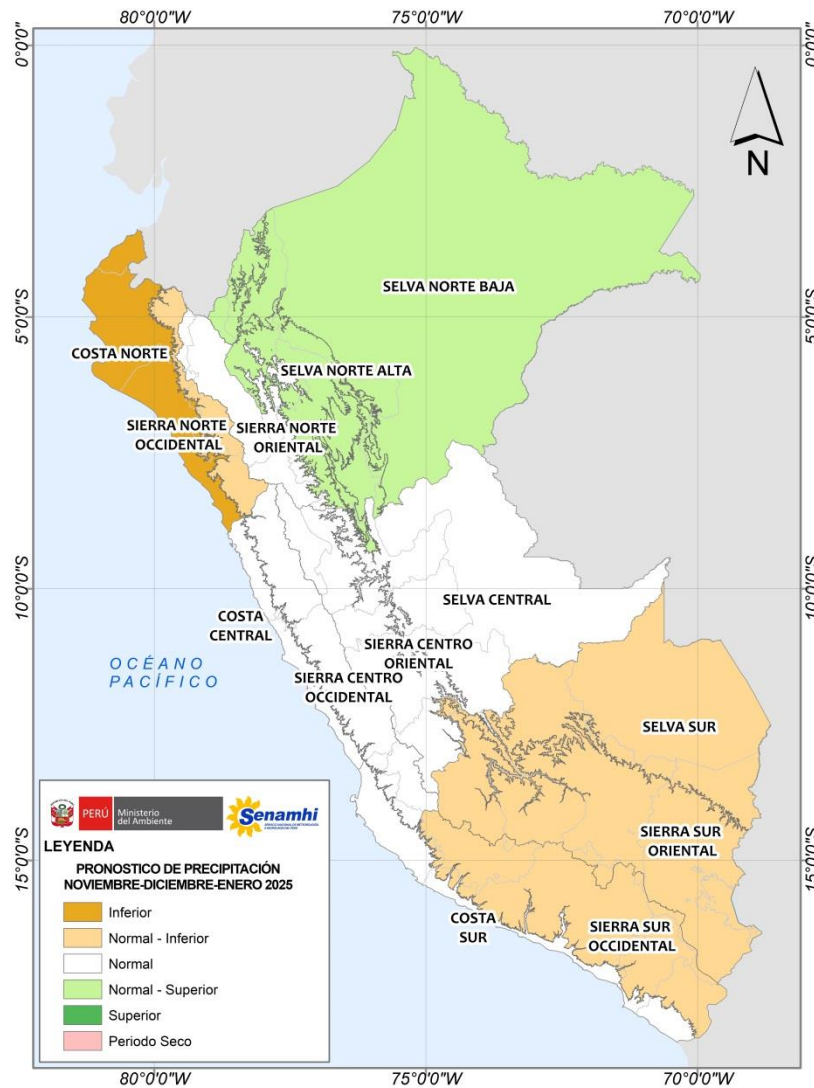 80°0'0"
75°0'0"
70°0'0"
0°0'0"
0°0'0"
N
SELVA NORTE BAJA
5°0'0"S
5°0'0"S
COSTA NORTE
SELVA NORTE ALTA
SIERRA NORTE
OCCIDENTAL
SIERRA NORTE
ORIENTAL
10°0'0"S
10°0'0"S
SELVA CENTRAL
COSTA
CENTRAL
SIERRA CENTRO
ORIENTAL
OCÉANO
PACÍFICO
SIERRA CENTRO
OCCIDENTAL
SELVA SUR
SIERRA SUR
ORIENTAL
15°0'0"S
15°0'0"S
COSTA
SUR
SIERRA SUR
OCCIDENTAL
PERÚ
Ministerio
del Ambiente
Senamhi
LEYENDA
PRONOSTICO DE PRECIPITACIÓN
NOVIEMBRE-DICIEMBRE-ENERO 2025
Inferior
Normal - Inferior
Normal
Normal - Superior
Superior
Periodo Seco
80°0'0"
75°0'0"
70°0'0"